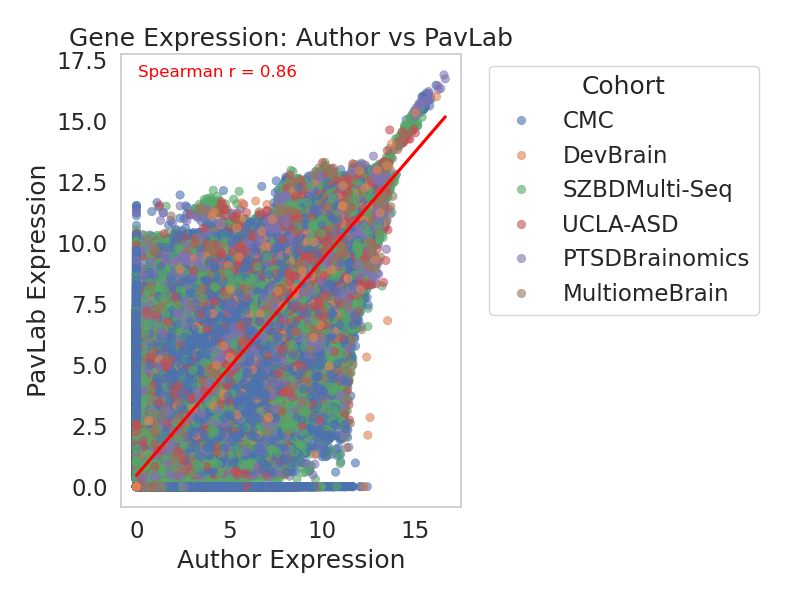 Gene Expression: Author vs PavLab
Spearman r = 0.86
17.5
15.0
12.5
10.0
7.5
5.0
2.5
0.0
PavLab Expression
0 5 10 15
Author Expression
Cohort
CMC
DevBrain
SZBDMulti-Seq
UCLA-ASD
PTSDBrainomics
MultiomeBrain